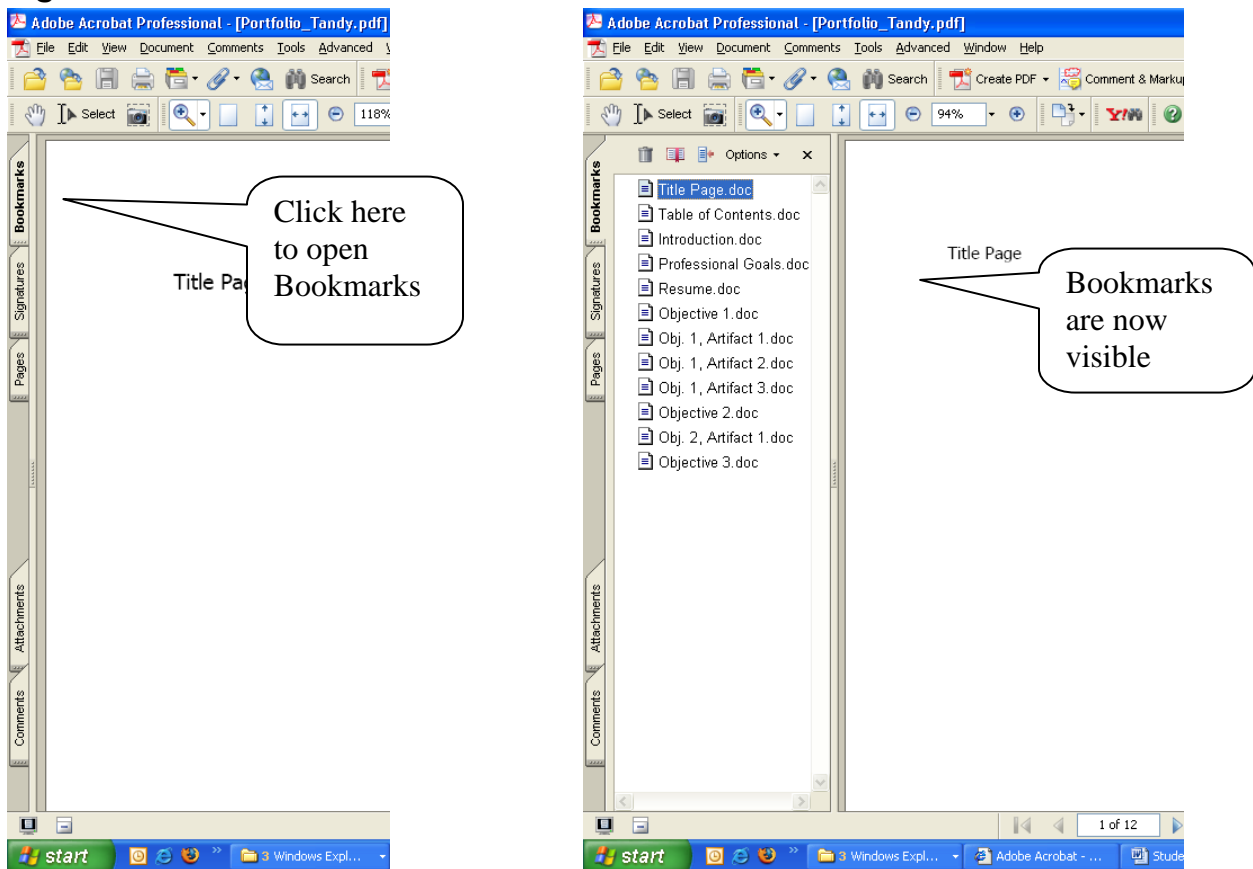 Adobe Acrobat Professional - [Portfolio_Tandy.pdf]
File Edit View Document Comments Tools Advanced
Search
Select 118%
Bookmarks
Signatures
Pages
Attachments
Comments
Click here
to open
Bookmarks
Title
start 3 Windows Expl...
Adobe Acrobat Professional - [Portfolio_Tandy.pdf]
File Edit View Document Comments Tools Advanced Window Help
Search Create PDF Comment & Marku
Select 94% Y!
Options x
Bookmarks
Signatures
Pages
Attachments
Comments
Title Page.doc
Table of Contents.doc
Introduction.doc
Professional Goals.doc
Resume.doc
Objective 1.doc
Obj. 1, Artifact 1.doc
Obj. 1, Artifact 2.doc
Obj. 1, Artifact 3.doc
Objective 2.doc
Obj. 2, Artifact 1.doc
Objective 3.doc
Title Page
Bookmarks
are now
visible
1 of 12
start 3 Windows Expl... Adobe Acrobat - ... Stude